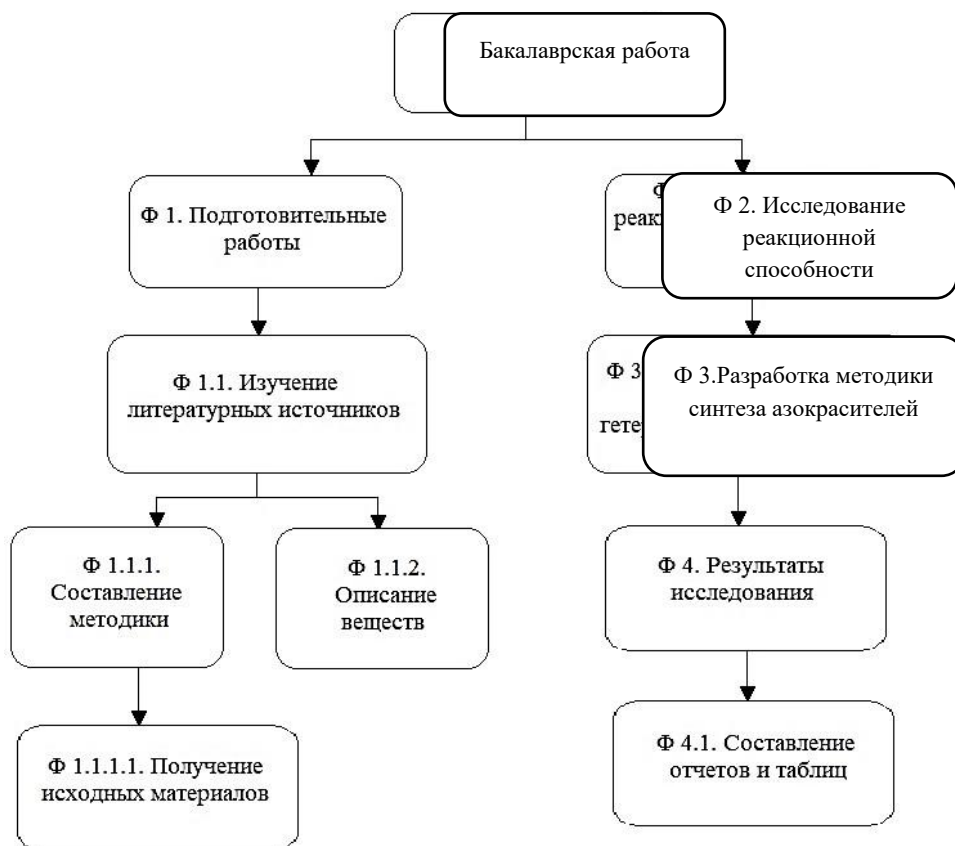 Бакалаврская работа
Ф 1. Подготовительные
работы
Ф 2. Исследование
реакционной
способности
Ф 1.1. Изучение
литературных источников
Ф 3
Ф 3.Разработка методики
синтеза азокрасителей
Ф 1.1.1.
Составление
методики
Ф 1.1.2.
Описание
веществ
Ф 4. Результаты
исследования
Ф 1.1.1.1. Получение
исходных материалов
Ф 4.1. Составление
отчетов и таблиц